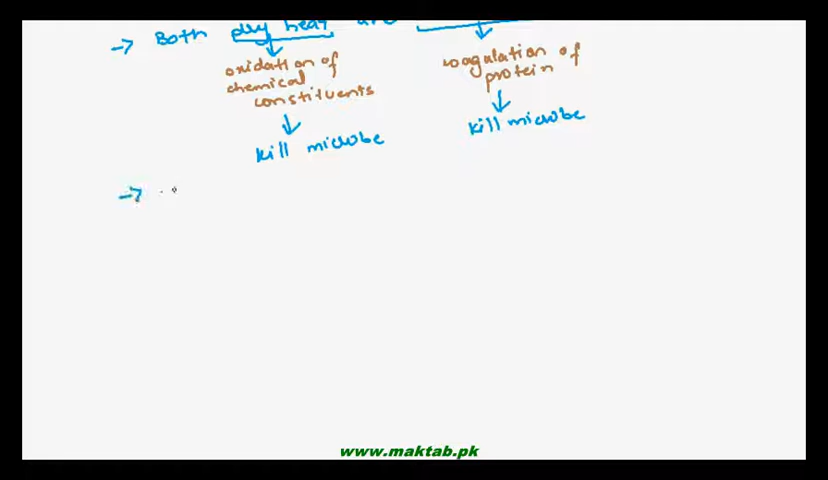 → Both dry heat
oxidation of
chemical
constituents
coagulation of
protein
↓
kill microbe
↓
kill microbe
→
www.maktab.pk